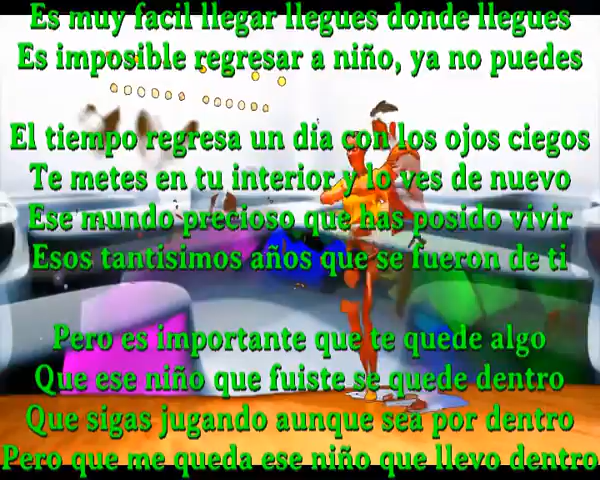 Es muy facil llegar llegues donde llegues
Es imposible regresar a niño, ya no puedes
El tiempo regresa un dia con los ojos ciegos
Te metes en tu interior y lo ves de nuevo
Ese mundo precioso que has posido vivir
Esos tantisimos años que se fueron de ti
Pero es importante que te quede algo
Que ese niño que fuiste se quede dentro
Que sigas jugando aunque sea por dentro
Pero que me queda ese niño que llevo dentro